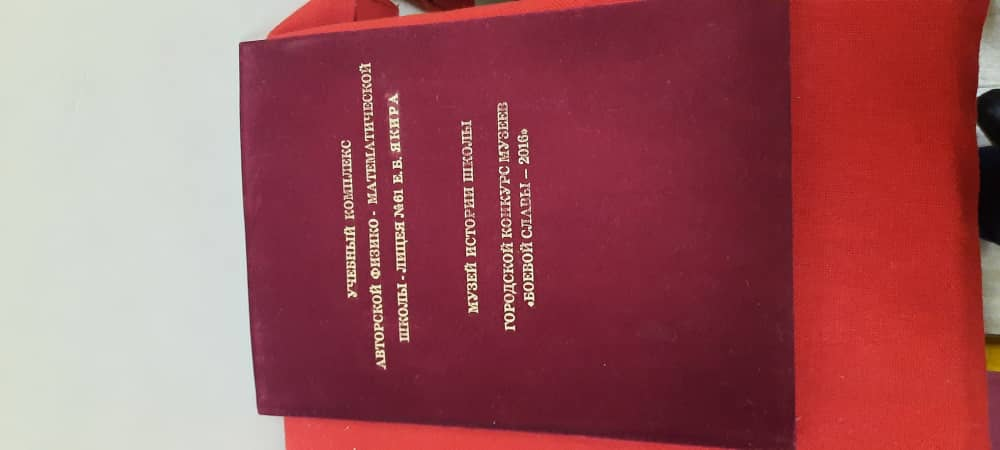 УЧЕБНЫЙ КОМПЛЕКС
АВТОРСКОЙ ФИЗИКО - МАТЕМАТИЧЕСКОЙ
ШКОЛЫ - ЛИЦЕЯ №61 Е. Б. ЯКИРА
МУЗЕЙ ИСТОРИИ ШКОЛЫ
ГОРОДСКОЙ КОНКУРС МУЗЕЕВ
«БОЕВОЙ СЛАВЫ – 2016»